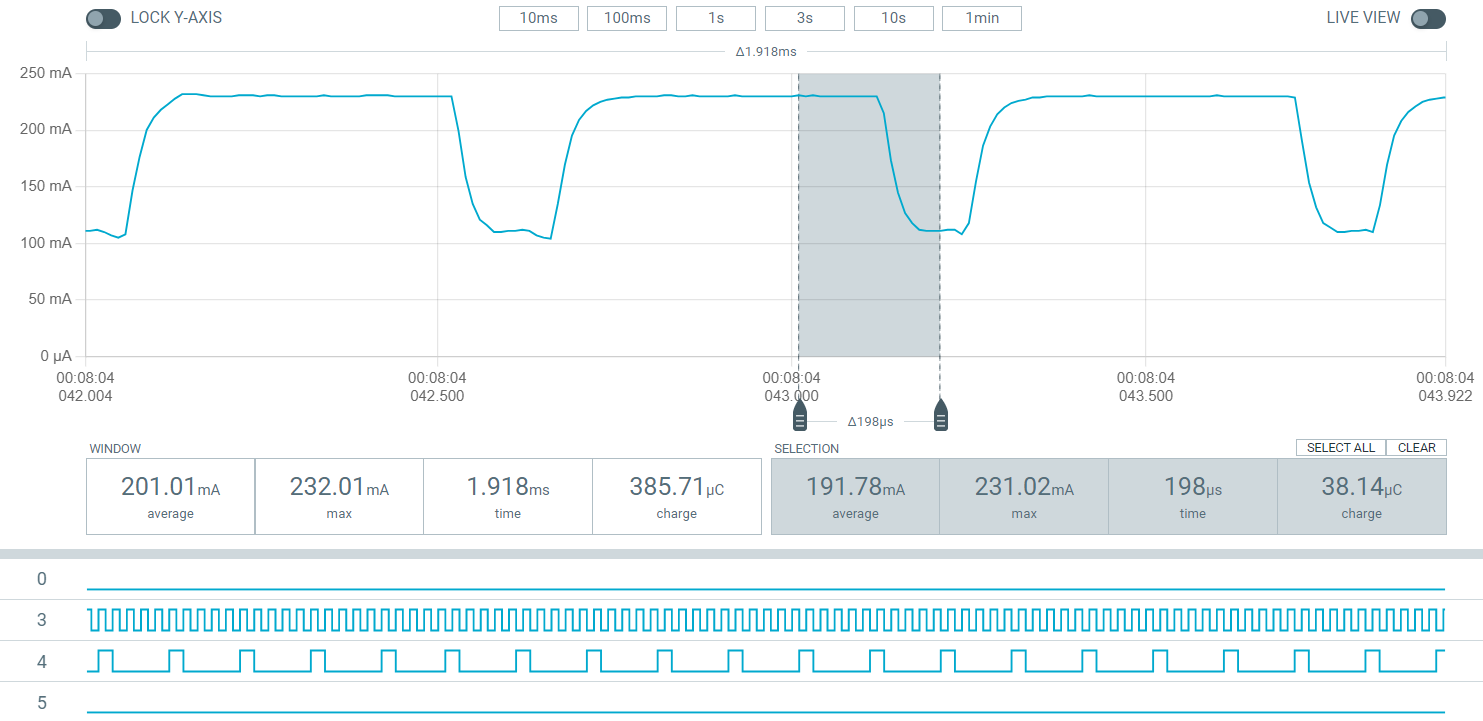 LOCK Y-AXIS 10ms 100ms 1s 3s 10s 1min LIVE VIEW
Δ1.918ms
250 mA
200 mA
150 mA
100 mA
50 mA
0 µA
00:08:04 00:08:04 00:08:04 00:08:04 00:08:04
042.004 042.500 043.000 043.500 043.922
Δ198µs
WINDOW SELECTION SELECT ALL CLEAR
201.01mA 232.01mA 1.918ms 385.71µC 191.78mA 231.02mA 198µs 38.14µC
average max time charge average max time charge
0
3
4
5